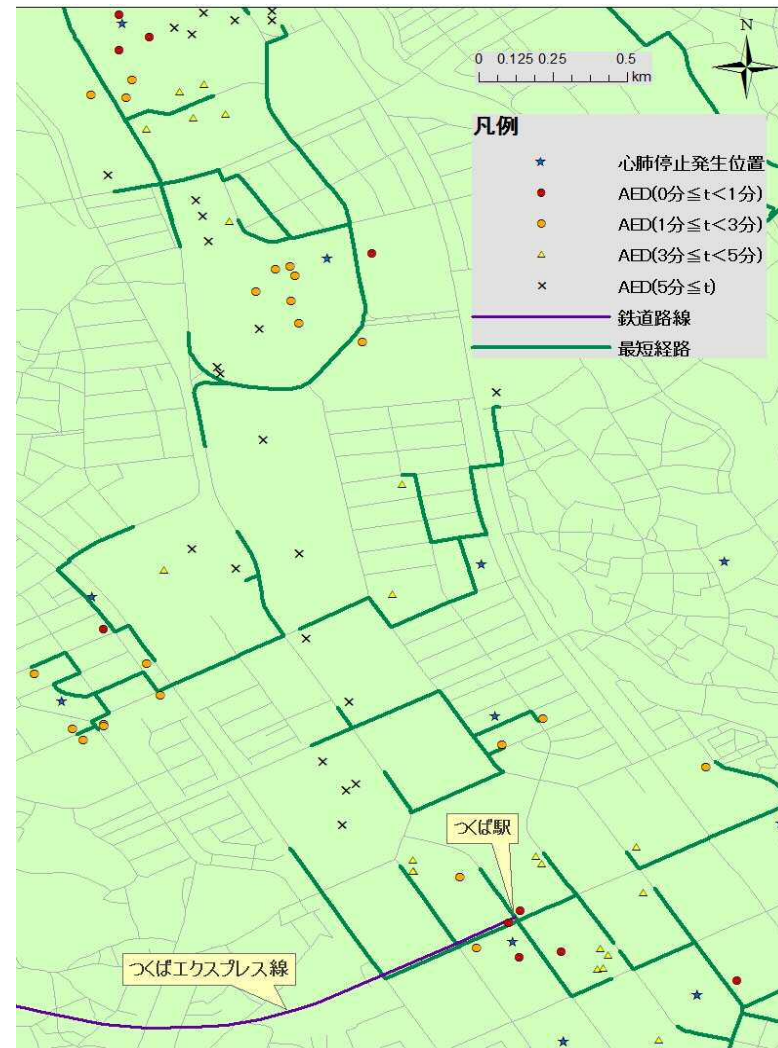 N
0 0.125 0.25 0.5
km
凡例
心肺停止発生位置
AED(0分≦t<1分)
AED(1分≦t<3分)
AED(3分≦t<5分)
AED(5分≦t)
鉄道路線
最短経路
つくば駅
つくばエクスプレス線